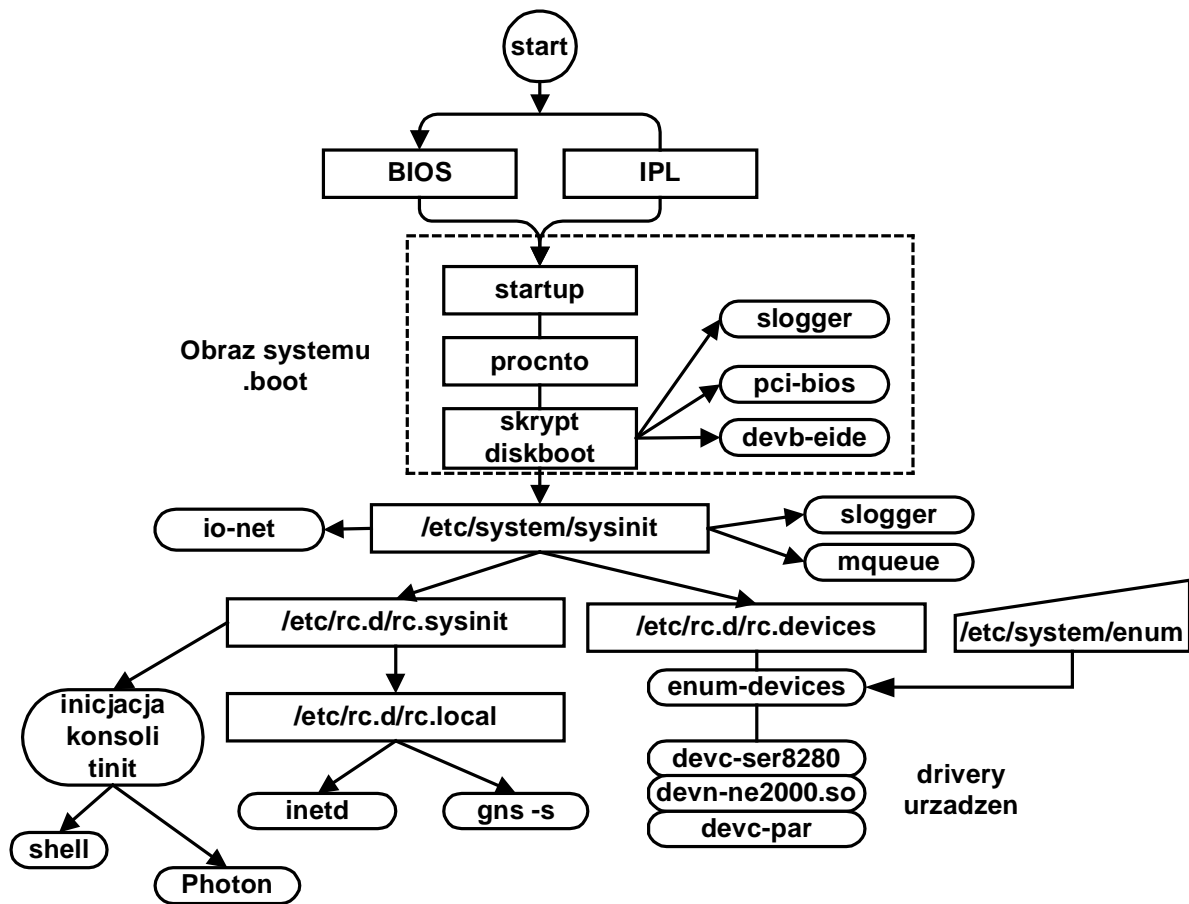 start
BIOS
IPL
startup
slogger
Obraz systemu
.boot
procnto
pci-bios
skrypt
diskboot
devb-eide
io-net
/etc/system/sysinit
slogger
mqueue
/etc/rc.d/rc.sysinit
/etc/rc.d/rc.devices
/etc/system/enum
inicjacja
konsoli
tinit
/etc/rc.d/rc.local
enum-devices
devc-ser8280
drivery
urzadzen
inetd
gns -s
devn-ne2000.so
devc-par
shell
Photon